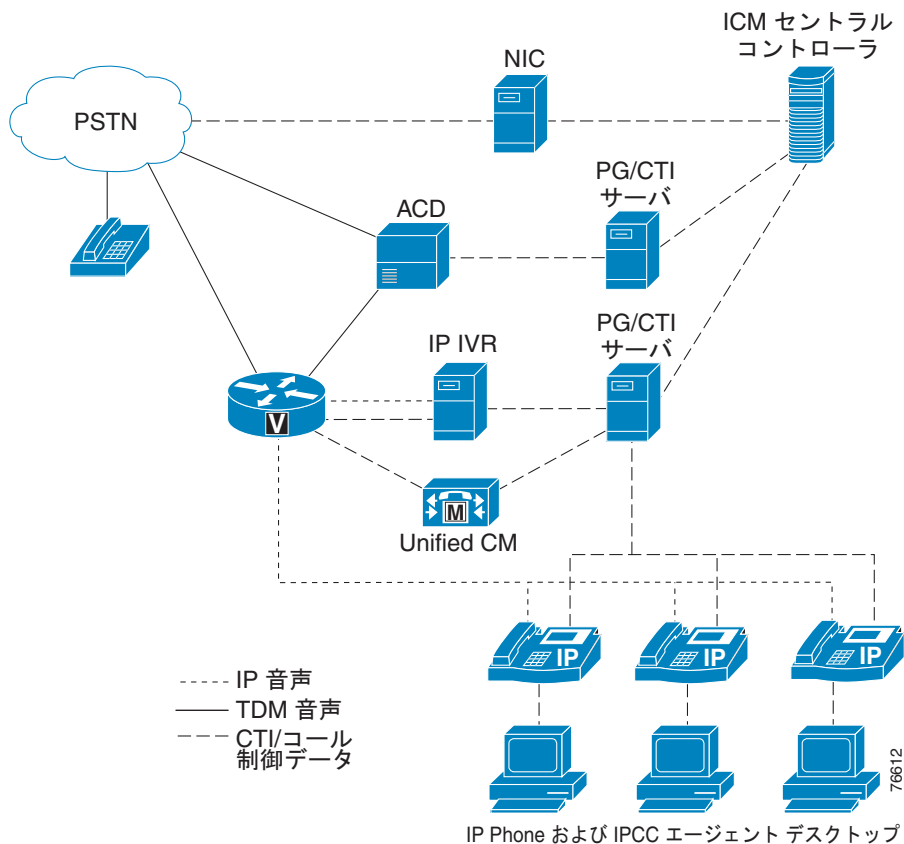 ICM セントラル
コントローラ
NIC
PSTN
PG/CTI
サーバ
ACD
PG/CTI
サーバ
IP IVR
V
M
Unified CM
IP
IP
IP
IP 音声
TDM 音声
CTI/コール
制御データ
76612
IP Phone および IPCC エージェント デスクトップ